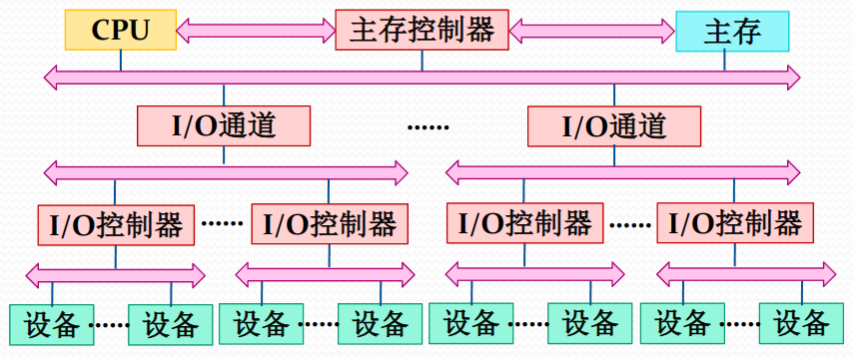 CPU 主存控制器 主存
I/O通道 ...... I/O通道
I/O控制器 ...... I/O控制器 I/O控制器 ...... I/O控制器
设备 ...... 设备 设备 ...... 设备 设备 ...... 设备 设备 ...... 设备